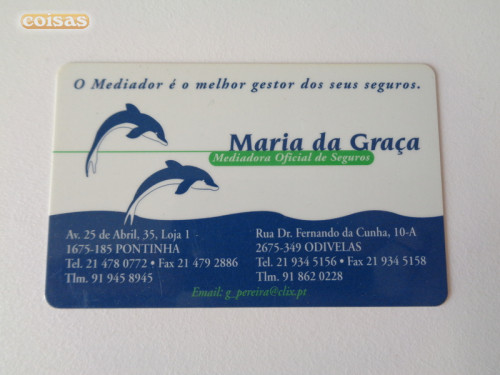 coisas
O Mediador é o melhor gestor dos seus seguros.
Maria da Graça
Mediadora Oficial de Seguros
Av. 25 de Abril, 35, Loja 1
1675-185 PONTINHA
Tel. 21 478 0772 • Fax 21 479 2886
Tlm. 91 945 8945
Rua Dr. Fernando da Cunha, 10-A
2675-349 ODIVELAS
Tel. 21 934 5156 • Fax 21 934 5158
Tlm. 91 862 0228
Email: g_pereira@clix.pt